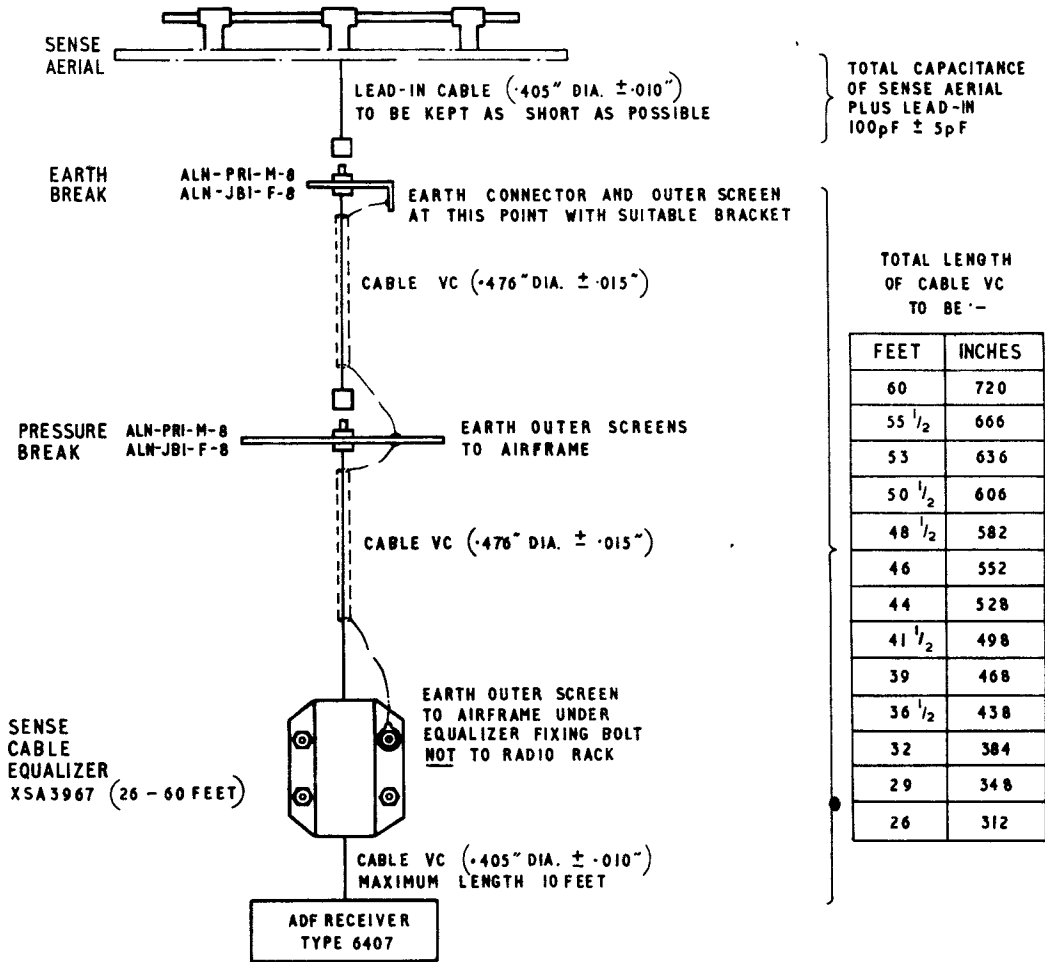 SENSE
AERIAL
LEAD-IN CABLE (·405" DIA. ± ·010")
TO BE KEPT AS SHORT AS POSSIBLE
TOTAL CAPACITANCE
OF SENSE AERIAL
PLUS LEAD-IN
100pF ± 5pF
EARTH
BREAK
ALN-PRI-M-8
ALN-JBI-F-8
EARTH CONNECTOR AND OUTER SCREEN
AT THIS POINT WITH SUITABLE BRACKET
CABLE VC (·476" DIA. ± ·015")
PRESSURE
BREAK
ALN-PRI-M-8
ALN-JBI-F-8
EARTH OUTER SCREENS
TO AIRFRAME
CABLE VC (·476" DIA. ± ·015")
SENSE
CABLE
EQUALIZER
XSA3967 (26 - 60 FEET)
EARTH OUTER SCREEN
TO AIRFRAME UNDER
EQUALIZER FIXING BOLT
NOT TO RADIO RACK
CABLE VC (·405" DIA. ± ·010")
MAXIMUM LENGTH 10 FEET
ADF RECEIVER
TYPE 6407
TOTAL LENGTH
OF CABLE VC
TO BE :-
FEET INCHES
60 720
55 1/2 666
53 636
50 1/2 606
48 1/2 582
46 552
44 528
41 1/2 498
39 468
36 1/2 438
32 384
29 348
26 312